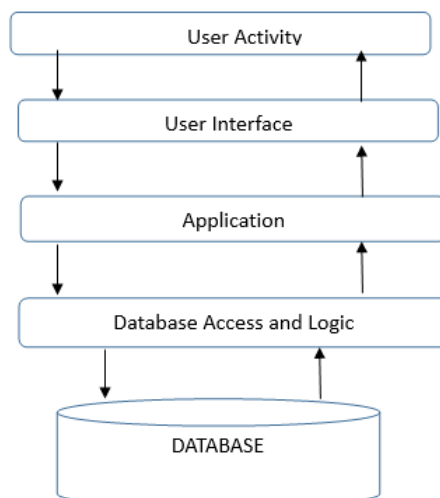 User Activity
User Interface
Application
Database Access and Logic
DATABASE